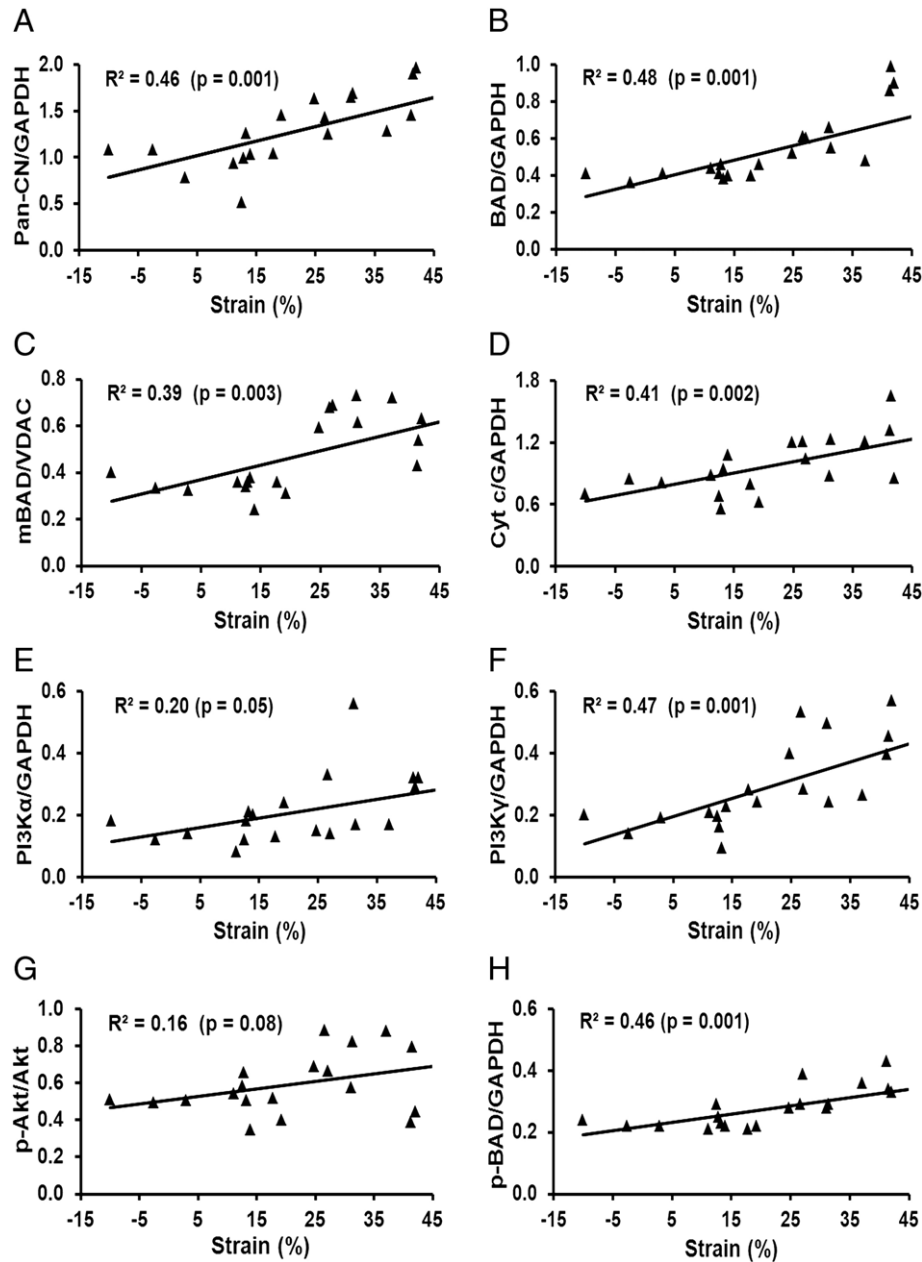 A
R² = 0.46 (p = 0.001)
Pan-CN/GAPDH
2.0
1.5
1.0
0.5
0.0
-15 -5 5 15 25 35 45
Strain (%)
B
R² = 0.48 (p = 0.001)
BAD/GAPDH
1.0
0.8
0.6
0.4
0.2
0.0
-15 -5 5 15 25 35 45
Strain (%)
C
R² = 0.39 (p = 0.003)
mBAD/VDAC
0.8
0.6
0.4
0.2
0.0
-15 -5 5 15 25 35 45
Strain (%)
D
R² = 0.41 (p = 0.002)
Cyt c/GAPDH
1.8
1.2
0.6
0.0
-15 -5 5 15 25 35 45
Strain (%)
E
R² = 0.20 (p = 0.05)
PI3Kα/GAPDH
0.6
0.4
0.2
0.0
-15 -5 5 15 25 35 45
Strain (%)
F
R² = 0.47 (p = 0.001)
PI3Kγ/GAPDH
0.6
0.4
0.2
0.0
-15 -5 5 15 25 35 45
Strain (%)
G
R² = 0.16 (p = 0.08)
p-Akt/Akt
1.0
0.8
0.6
0.4
0.2
0.0
-15 -5 5 15 25 35 45
Strain (%)
H
R² = 0.46 (p = 0.001)
p-BAD/GAPDH
0.6
0.4
0.2
0.0
-15 -5 5 15 25 35 45
Strain (%)